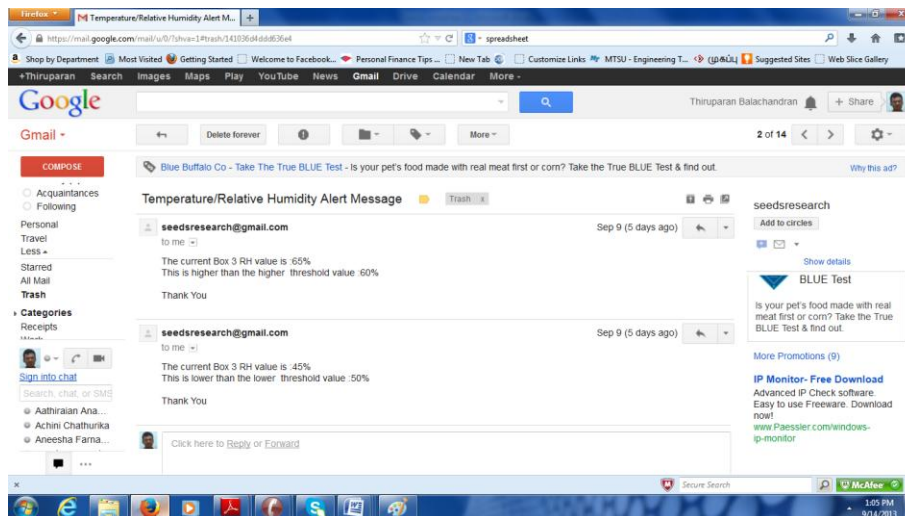 Firefox
Temperature/Relative Humidity Alert M...
https://mail.google.com/mail/u/0/?shva=1#trash/141036d4ddd636e4
spreadsheet
Shop by Department Most Visited Getting Started Welcome to Facebook... Personal Finance Tips ... New Tab Customize Links MTSU - Engineering T... Suggested Sites Web Slice Gallery
+Thiruparan Search Images Maps Play YouTube News Gmail Drive Calendar More
Google
Thiruparan Balachandran + Share
Gmail
Delete forever
More
2 of 14
COMPOSE
Blue Buffalo Co - Take The True BLUE Test - Is your pet's food made with real meat first or corn? Take the True BLUE Test & find out.
Why this ad?
Acquaintances
Following
Personal
Travel
Less
Starred
All Mail
Trash
Categories
Receipts
Sign into chat
Search, chat, or SMS
Aathiraian Ana...
Achini Chathurika
Aneesha Farna...
Temperature/Relative Humidity Alert Message
Trash x
seedsresearch@gmail.com
Sep 9 (5 days ago)
to me
The current Box 3 RH value is :65%
This is higher than the higher threshold value :60%
Thank You
seedsresearch@gmail.com
Sep 9 (5 days ago)
to me
The current Box 3 RH value is :45%
This is lower than the lower threshold value :50%
Thank You
Click here to Reply or Forward
seedsresearch
Add to circles
Show details
BLUE Test
Is your pet's food made with real
meat first or corn? Take the True
BLUE Test & find out.
More Promotions (9)
IP Monitor- Free Download
Advanced IP Check software.
Easy to use Freeware. Download
now!
www.Paessler.com/windows-
ip-monitor
Secure Search
McAfee
1:05 PM
9/14/2013